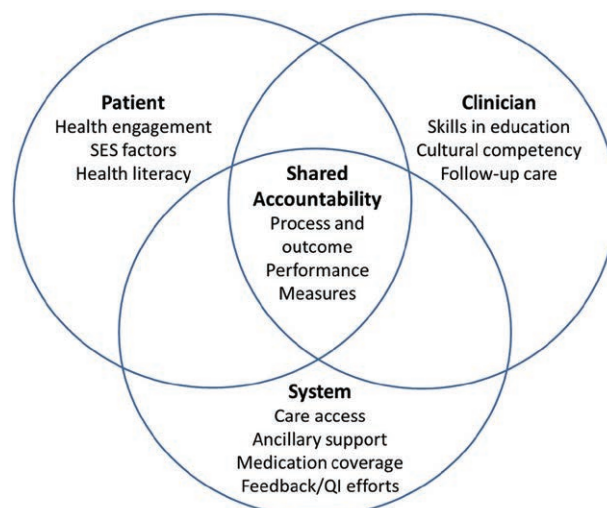 Patient
Health engagement
SES factors
Health literacy
Clinician
Skills in education
Cultural competency
Follow-up care
Shared
Accountability
Process and
outcome
Performance
Measures
System
Care access
Ancillary support
Medication coverage
Feedback/QI efforts